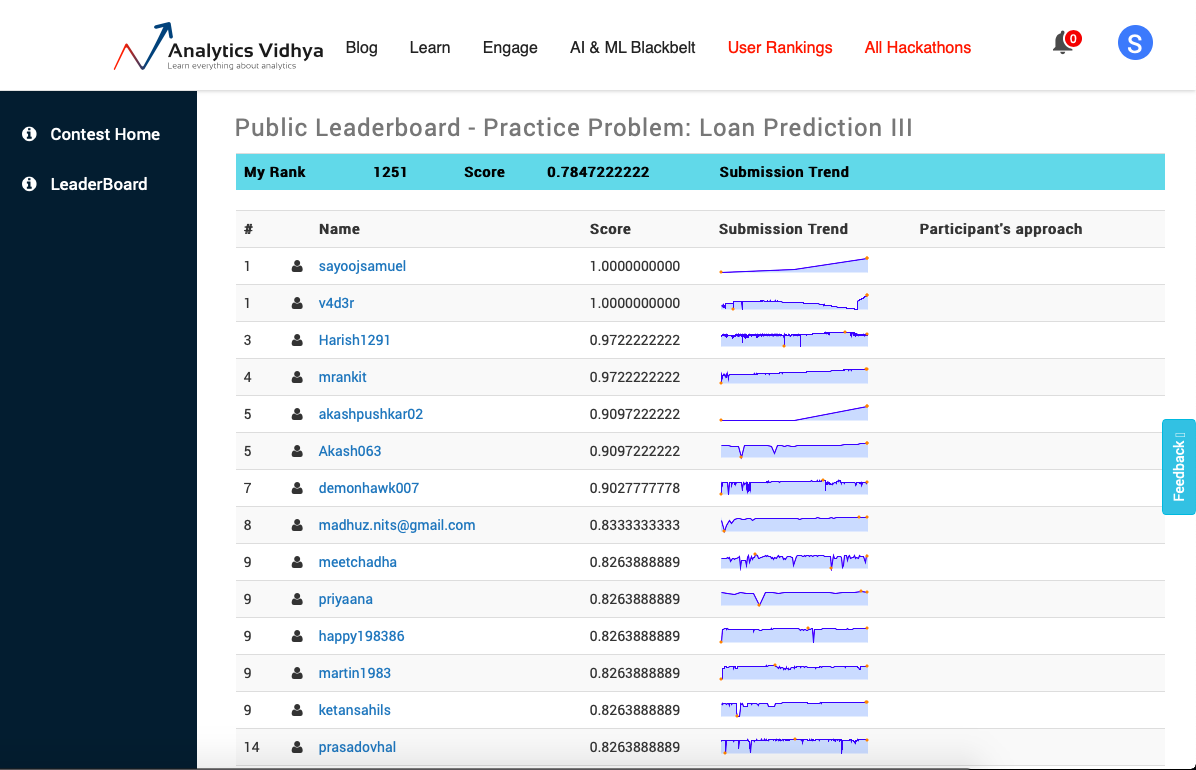 Analytics Vidhya
Learn everything about analytics
Blog Learn Engage AI & ML Blackbelt User Rankings All Hackathons 0 S
Contest Home
LeaderBoard
Public Leaderboard - Practice Problem: Loan Prediction III
My Rank 1251 Score 0.7847222222 Submission Trend
# Name Score Submission Trend Participant's approach
1 sayoojsamuel 1.0000000000
1 v4d3r 1.0000000000
3 Harish1291 0.9722222222
4 mrankit 0.9722222222
5 akashpushkar02 0.9097222222
5 Akash063 0.9097222222
7 demonhawk007 0.9027777778
8 madhuz.nits@gmail.com 0.8333333333
9 meetchadha 0.8263888889
9 priyaana 0.8263888889
9 happy198386 0.8263888889
9 martin1983 0.8263888889
9 ketansahils 0.8263888889
14 prasadovhal 0.8263888889
Feedback